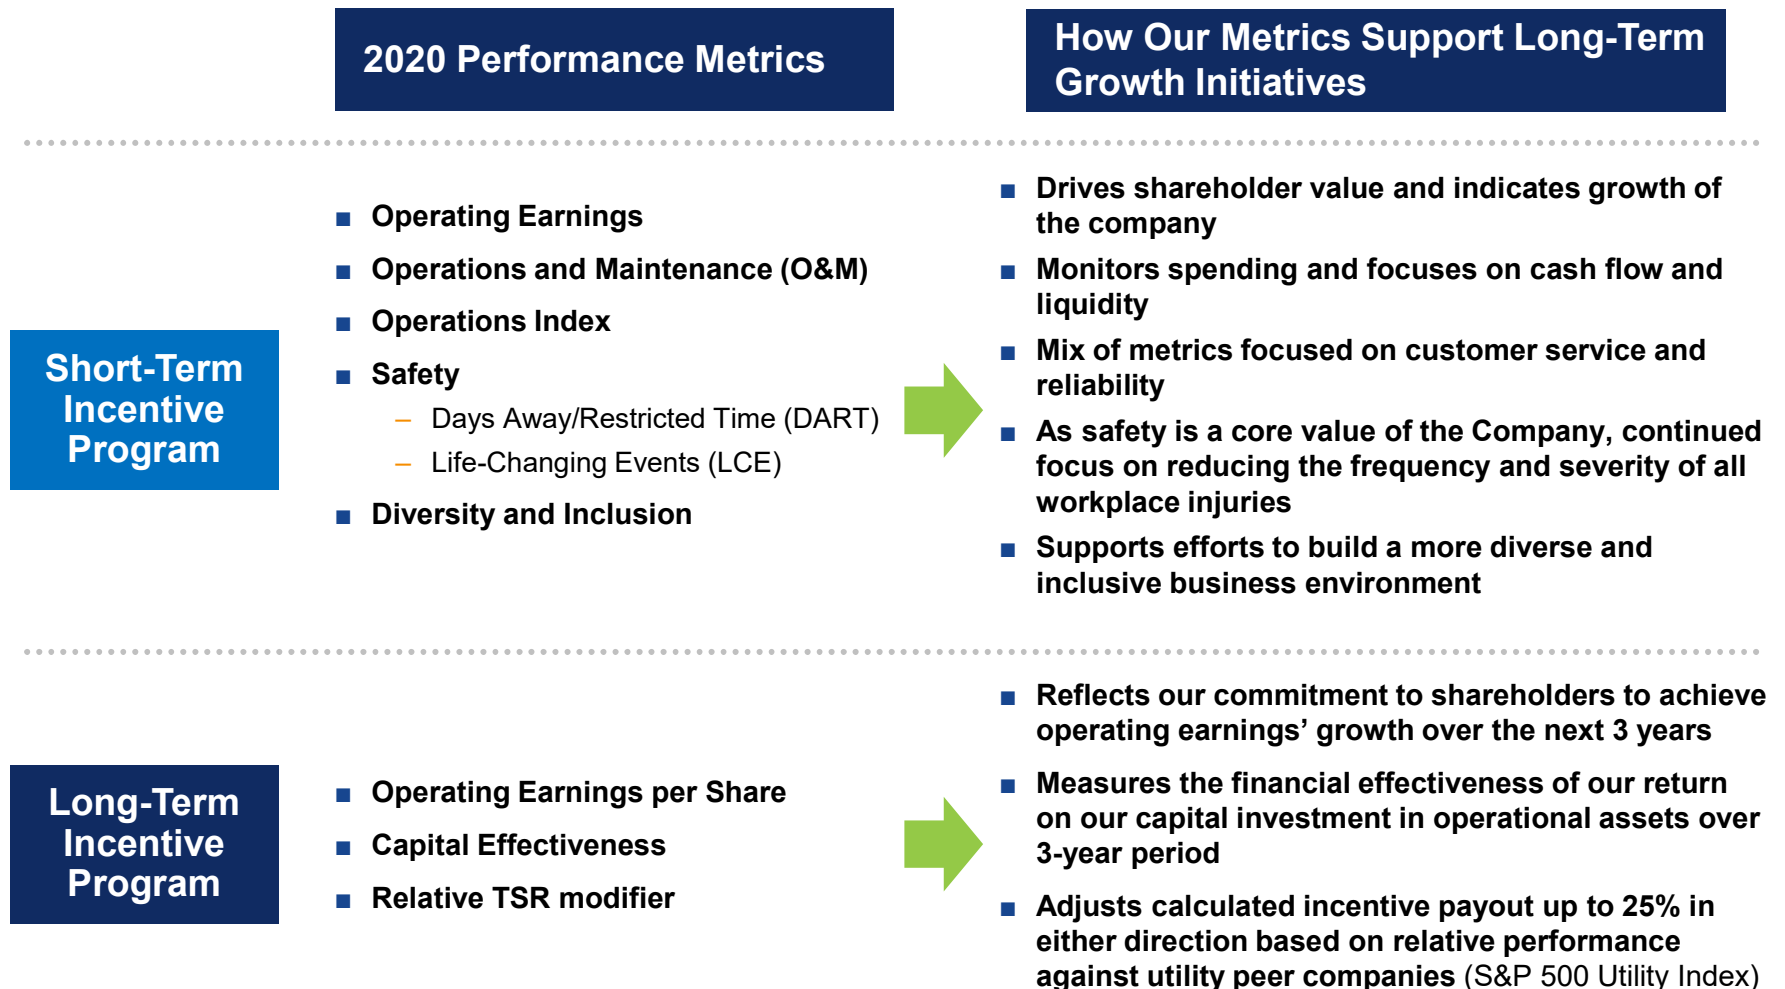 2020 Performance Metrics
How Our Metrics Support Long-Term
Growth Initiatives
Short-Term
Incentive
Program
■ Operating Earnings
■ Operations and Maintenance (O&M)
■ Operations Index
■ Safety
– Days Away/Restricted Time (DART)
– Life-Changing Events (LCE)
■ Diversity and Inclusion
■ Drives shareholder value and indicates growth of
the company
■ Monitors spending and focuses on cash flow and
liquidity
■ Mix of metrics focused on customer service and
reliability
■ As safety is a core value of the Company, continued
focus on reducing the frequency and severity of all
workplace injuries
■ Supports efforts to build a more diverse and
inclusive business environment
Long-Term
Incentive
Program
■ Operating Earnings per Share
■ Capital Effectiveness
■ Relative TSR modifier
■ Reflects our commitment to shareholders to achieve
operating earnings’ growth over the next 3 years
■ Measures the financial effectiveness of our return
on our capital investment in operational assets over
3-year period
■ Adjusts calculated incentive payout up to 25% in
either direction based on relative performance
against utility peer companies (S&P 500 Utility Index)